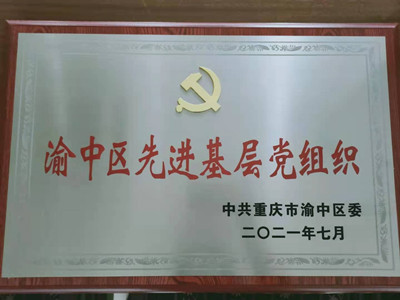 渝中区先进基层党组织
中共重庆市渝中区委
二〇二一年七月